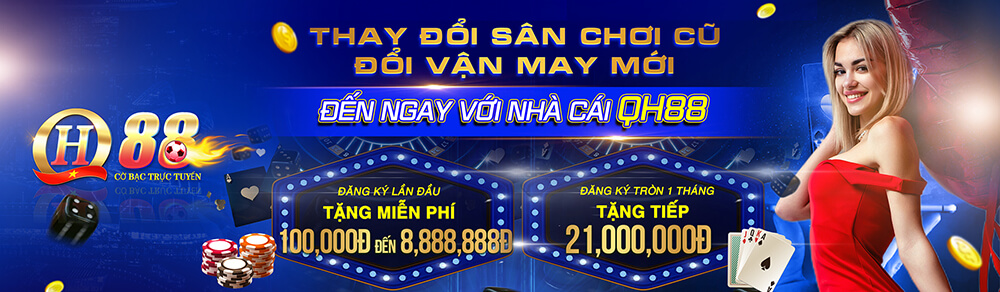 THAY ĐỔI SÂN CHƠI CŨ
ĐỔI VẬN MAY MỚI
ĐẾN NGAY VỚI NHÀ CÁI QH88
QH 88
CỜ BẠC TRỰC TUYẾN
ĐĂNG KÝ LẦN ĐẦU
TẶNG MIỄN PHÍ
100,000Đ ĐẾN 8,888,888Đ
ĐĂNG KÝ TRÒN 1 THÁNG
TẶNG TIẾP
21,000,000Đ
J Q K A